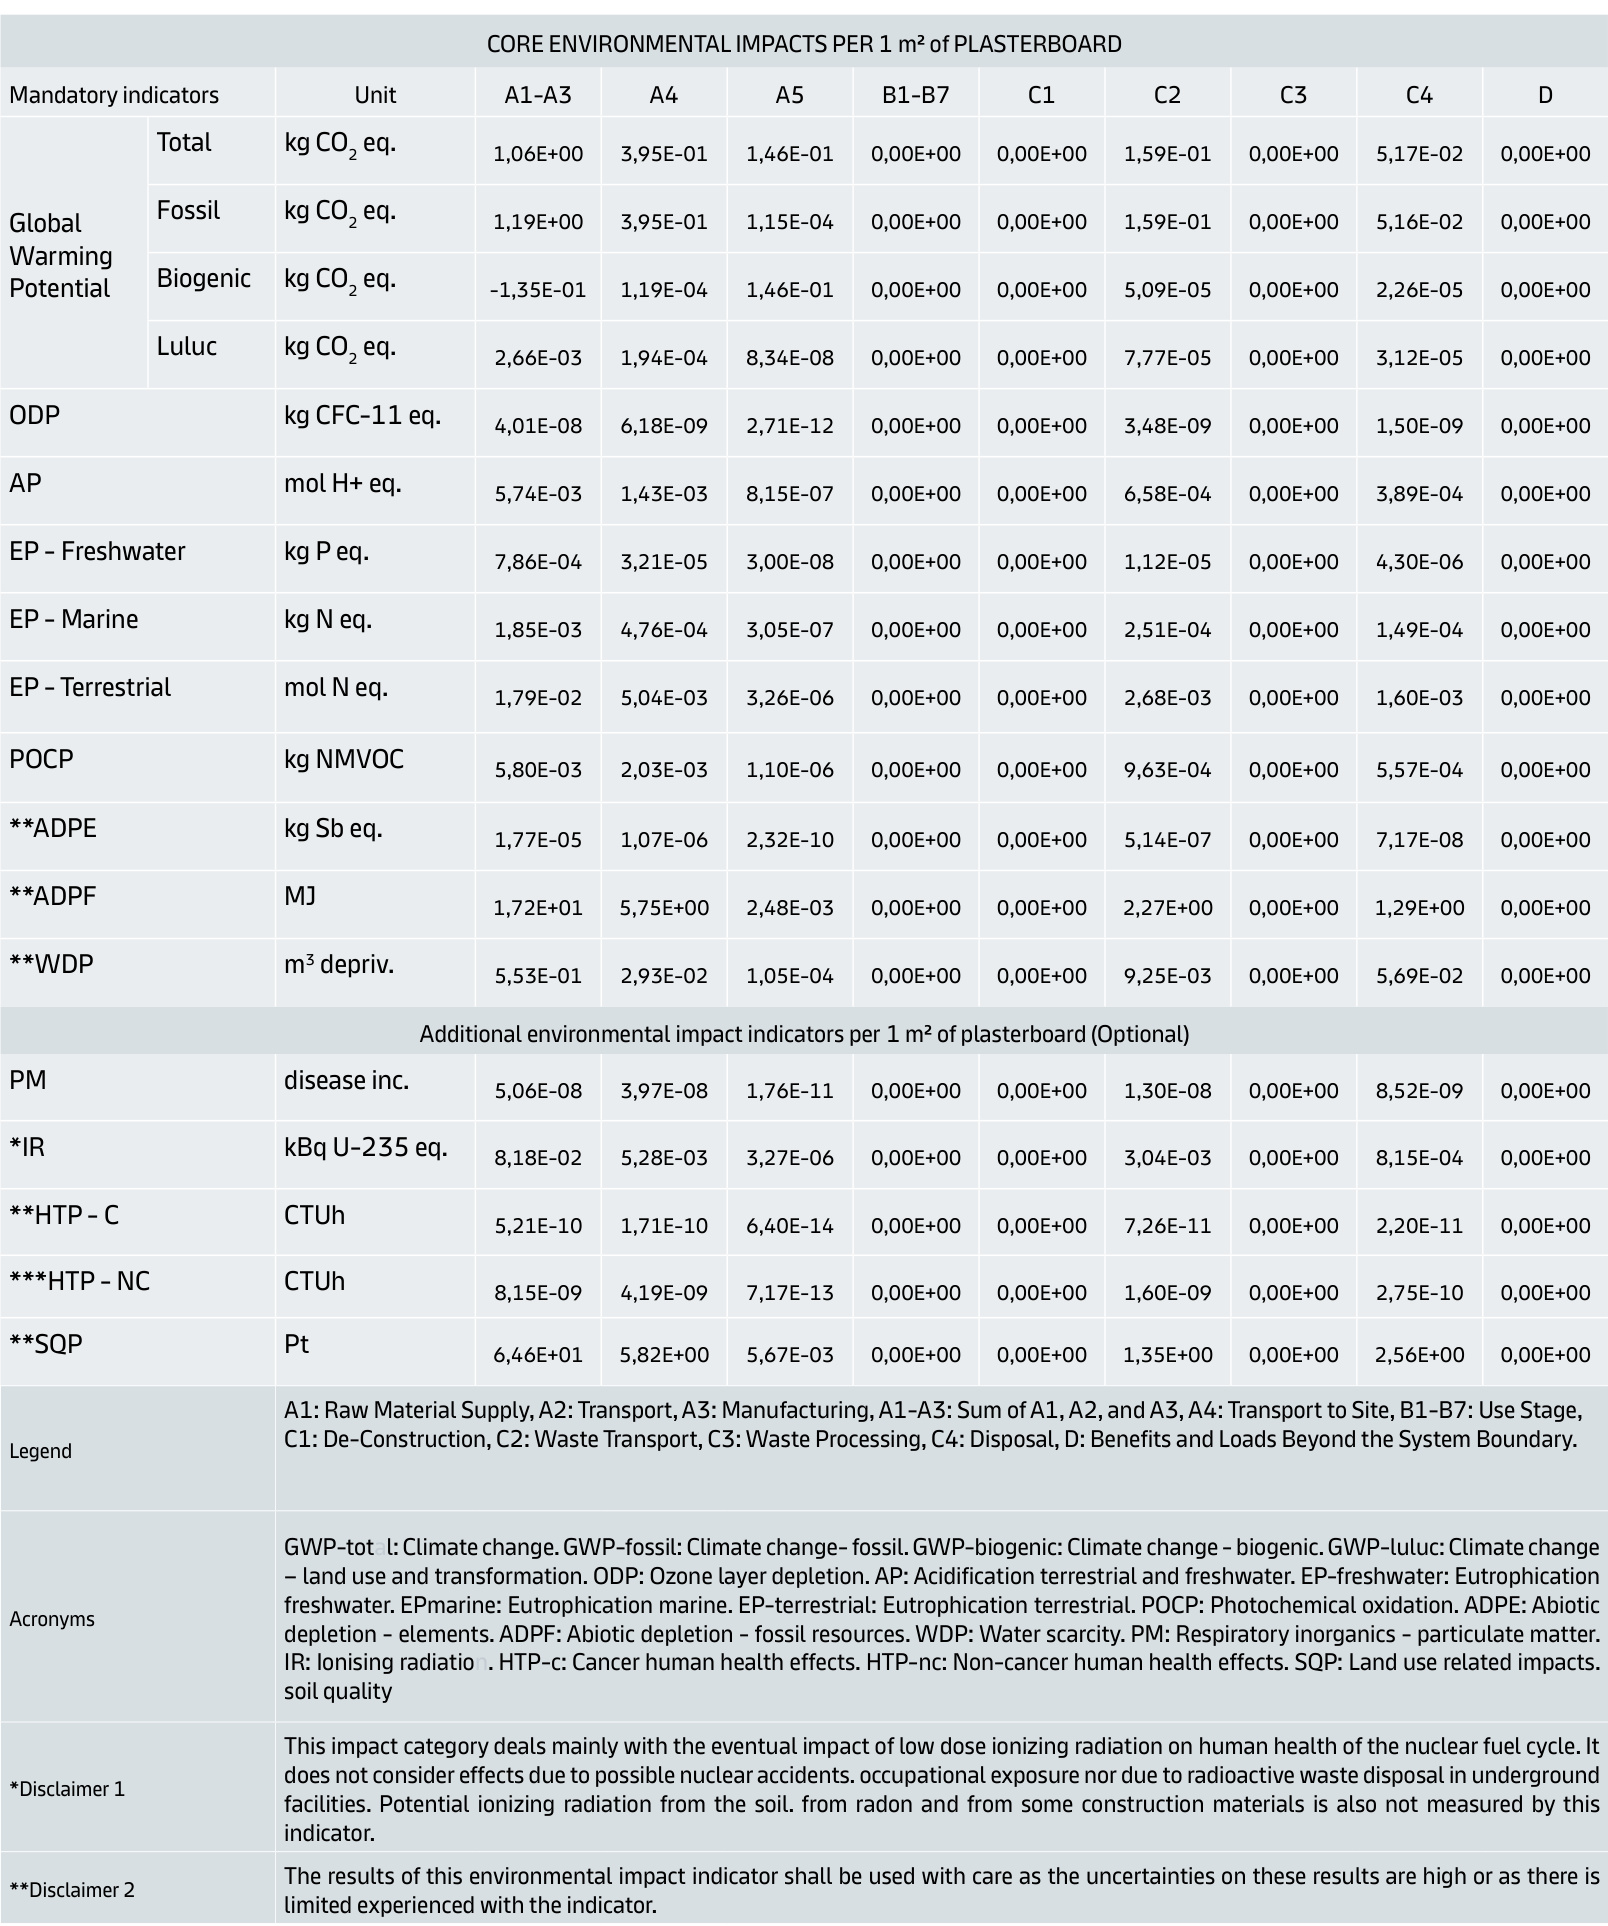 CORE ENVIRONMENTAL IMPACTS PER 1 m² of PLASTERBOARD
Mandatory indicators Unit A1-A3 A4 A5 B1-B7 C1 C2 C3 C4 D
Global Warming Potential
Total kg CO₂ eq. 1,06E+00 3,95E-01 1,46E-01 0,00E+00 0,00E+00 1,59E-01 0,00E+00 5,17E-02 0,00E+00
Fossil kg CO₂ eq. 1,19E+00 3,95E-01 1,15E-04 0,00E+00 0,00E+00 1,59E-01 0,00E+00 5,16E-02 0,00E+00
Biogenic kg CO₂ eq. -1,35E-01 1,19E-04 1,46E-01 0,00E+00 0,00E+00 5,09E-05 0,00E+00 2,26E-05 0,00E+00
Luluc kg CO₂ eq. 2,66E-03 1,94E-04 8,34E-08 0,00E+00 0,00E+00 7,77E-05 0,00E+00 3,12E-05 0,00E+00
ODP kg CFC-11 eq. 4,01E-08 6,18E-09 2,71E-12 0,00E+00 0,00E+00 3,48E-09 0,00E+00 1,50E-09 0,00E+00
AP mol H+ eq. 5,74E-03 1,43E-03 8,15E-07 0,00E+00 0,00E+00 6,58E-04 0,00E+00 3,89E-04 0,00E+00
EP - Freshwater kg P eq. 7,86E-04 3,21E-05 3,00E-08 0,00E+00 0,00E+00 1,12E-05 0,00E+00 4,30E-06 0,00E+00
EP - Marine kg N eq. 1,85E-03 4,76E-04 3,05E-07 0,00E+00 0,00E+00 2,51E-04 0,00E+00 1,49E-04 0,00E+00
EP - Terrestrial mol N eq. 1,79E-02 5,04E-03 3,26E-06 0,00E+00 0,00E+00 2,68E-03 0,00E+00 1,60E-03 0,00E+00
POCP kg NMVOC 5,80E-03 2,03E-03 1,10E-06 0,00E+00 0,00E+00 9,63E-04 0,00E+00 5,57E-04 0,00E+00
**ADPE kg Sb eq. 1,77E-05 1,07E-06 2,32E-10 0,00E+00 0,00E+00 5,14E-07 0,00E+00 7,17E-08 0,00E+00
**ADPF MJ 1,72E+01 5,75E+00 2,48E-03 0,00E+00 0,00E+00 2,27E+00 0,00E+00 1,29E+00 0,00E+00
**WDP m³ depriv. 5,53E-01 2,93E-02 1,05E-04 0,00E+00 0,00E+00 9,25E-03 0,00E+00 5,69E-02 0,00E+00
Additional environmental impact indicators per 1 m² of plasterboard (Optional)
PM disease inc. 5,06E-08 3,97E-08 1,76E-11 0,00E+00 0,00E+00 1,30E-08 0,00E+00 8,52E-09 0,00E+00
*IR kBq U-235 eq. 8,18E-02 5,28E-03 3,27E-06 0,00E+00 0,00E+00 3,04E-03 0,00E+00 8,15E-04 0,00E+00
**HTP - C CTUh 5,21E-10 1,71E-10 6,40E-14 0,00E+00 0,00E+00 7,26E-11 0,00E+00 2,20E-11 0,00E+00
***HTP - NC CTUh 8,15E-09 4,19E-09 7,17E-13 0,00E+00 0,00E+00 1,60E-09 0,00E+00 2,75E-10 0,00E+00
**SQP Pt 6,46E+01 5,82E+00 5,67E-03 0,00E+00 0,00E+00 1,35E+00 0,00E+00 2,56E+00 0,00E+00
Legend
A1: Raw Material Supply, A2: Transport, A3: Manufacturing, A1-A3: Sum of A1, A2, and A3, A4: Transport to Site, B1-B7: Use Stage,
C1: De-Construction, C2: Waste Transport, C3: Waste Processing, C4: Disposal, D: Benefits and Loads Beyond the System Boundary.
Acronyms
GWP-total: Climate change. GWP-fossil: Climate change- fossil. GWP-biogenic: Climate change - biogenic. GWP-luluc: Climate change
– land use and transformation. ODP: Ozone layer depletion. AP: Acidification terrestrial and freshwater. EP-freshwater: Eutrophication
freshwater. EPmarine: Eutrophication marine. EP-terrestrial: Eutrophication terrestrial. POCP: Photochemical oxidation. ADPE: Abiotic
depletion - elements. ADPF: Abiotic depletion - fossil resources. WDP: Water scarcity. PM: Respiratory inorganics - particulate matter.
IR: Ionising radiation. HTP-c: Cancer human health effects. HTP-nc: Non-cancer human health effects. SQP: Land use related impacts.
soil quality
*Disclaimer 1
This impact category deals mainly with the eventual impact of low dose ionizing radiation on human health of the nuclear fuel cycle. It
does not consider effects due to possible nuclear accidents. occupational exposure nor due to radioactive waste disposal in underground
facilities. Potential ionizing radiation from the soil. from radon and from some construction materials is also not measured by this
indicator.
**Disclaimer 2
The results of this environmental impact indicator shall be used with care as the uncertainties on these results are high or as there is
limited experienced with the indicator.